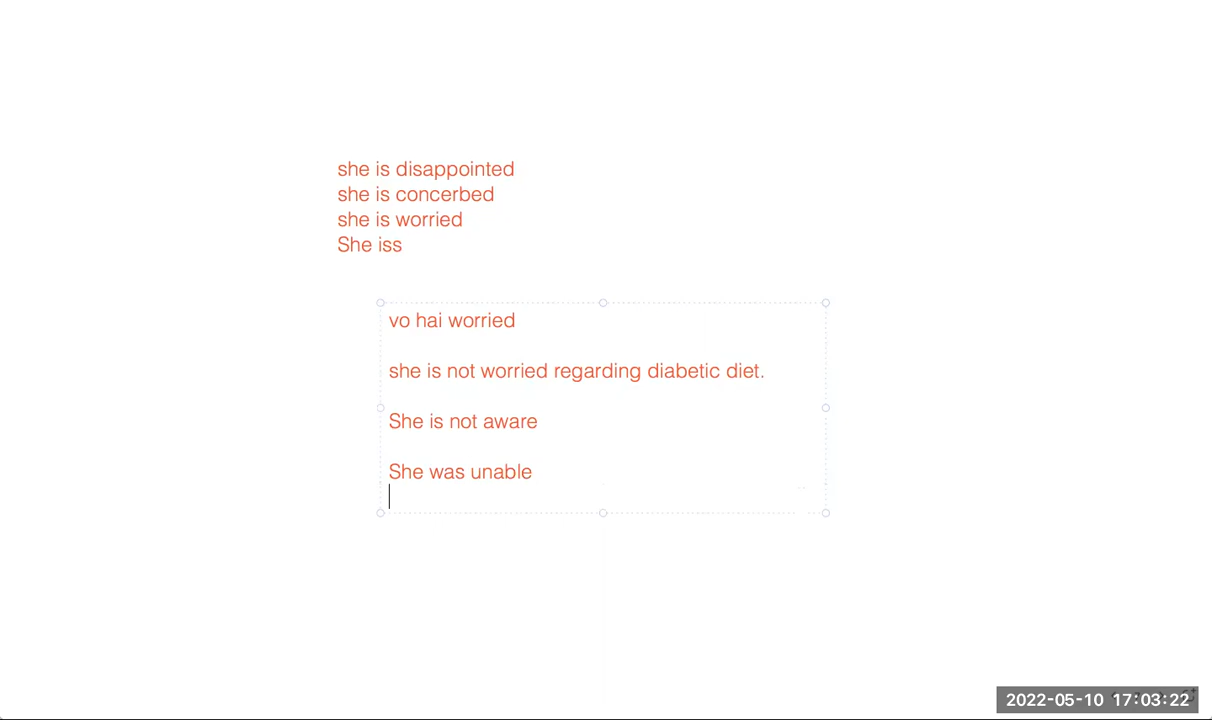 she is disappointed
she is concerbed
she is worried
She iss
vo hai worried
she is not worried regarding diabetic diet.
She is not aware
She was unable
2022-05-10 17:03:22